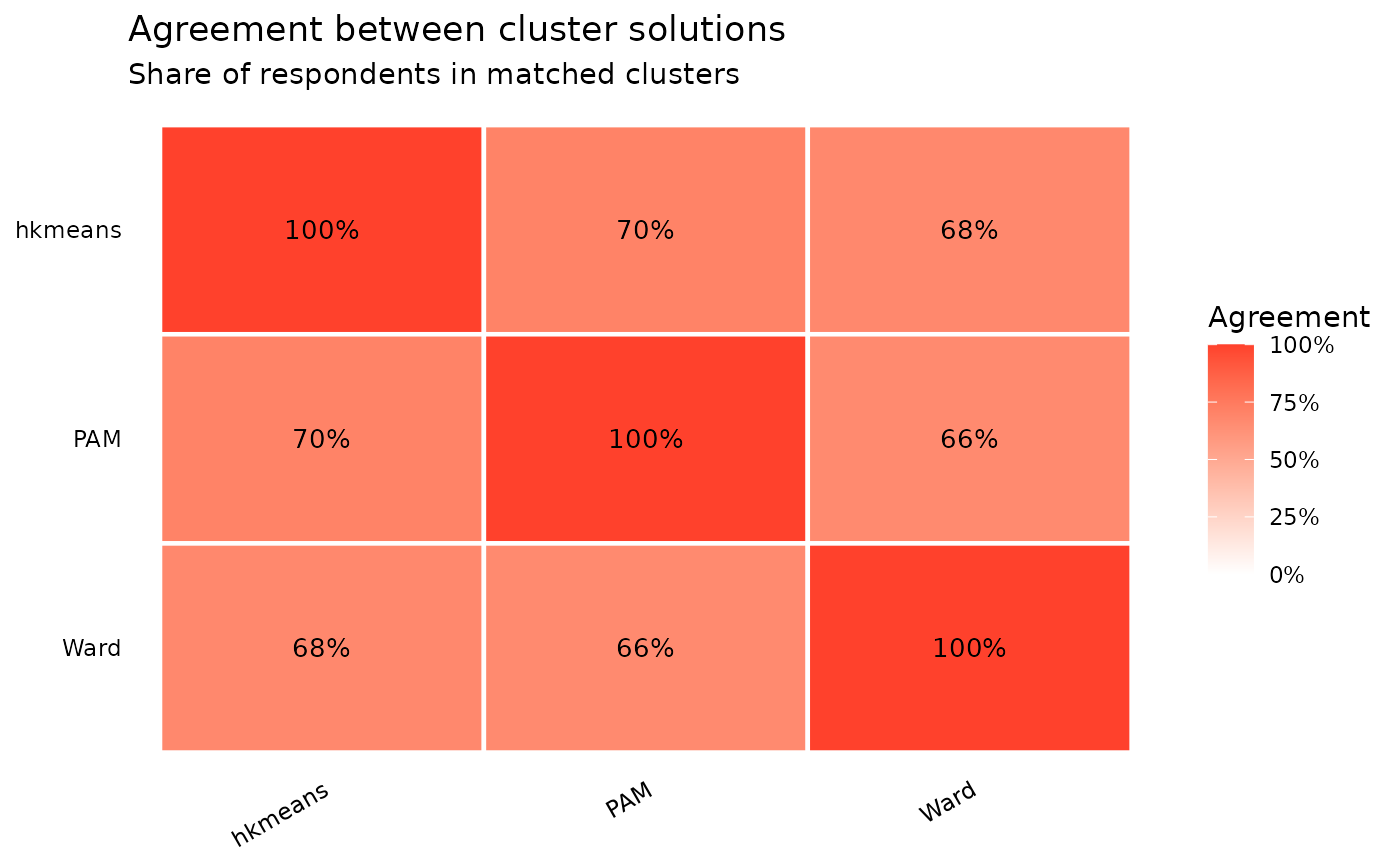 Agreement between cluster solutions
Share of respondents in matched clusters
hkmeans
100%
70%
68%
PAM
70%
100%
66%
Ward
68%
66%
100%
hkmeans
PAM
Ward
Agreement
100%
75%
50%
25%
0%